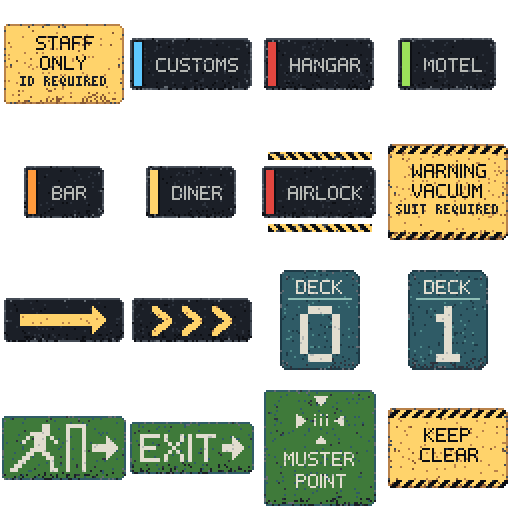 STAFF
ONLY
ID REQUIRED
CUSTOMS
HANGAR
MOTEL
BAR
DINER
AIRLOCK
WARNING
VACUUM
SUIT REQUIRED
DECK
0
DECK
1
EXIT
MUSTER
POINT
KEEP
CLEAR